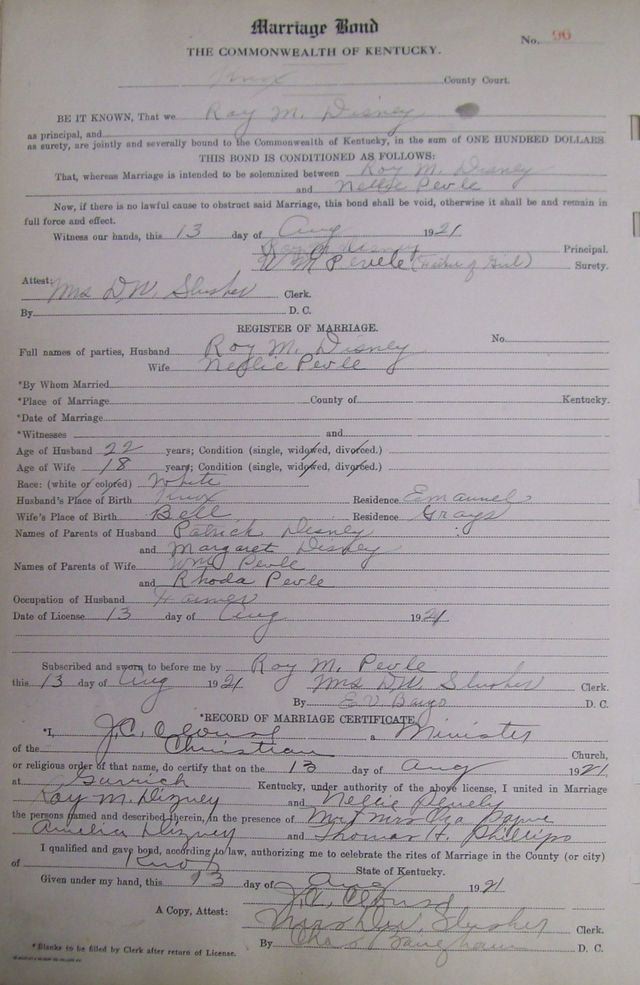 Marriage Bond
No. 96
THE COMMONWEALTH OF KENTUCKY.
Knox County Court.
BE IT KNOWN, That we Roy M. Disney
as principal, and
as surety, are jointly and severally bound to the Commonwealth of Kentucky, in the sum of ONE HUNDRED DOLLARS.
THIS BOND IS CONDITIONED AS FOLLOWS:
That, whereas Marriage is intended to be solemnized between Roy M. Disney
and Nellie Pevle
Now, if there is no lawful cause to obstruct said Marriage, this bond shall be void, otherwise it shall be and remain in
full force and effect.
Witness our hands, this 13 day of Aug 1921
Roy M Disney Principal.
W M Pevele (Father of Girl) Surety.
Attest: Mrs D.W. Slusher Clerk.
By D. C.
REGISTER OF MARRIAGE.
No.
Full names of parties, Husband Roy M. Disney
Wife Nellie Pevle
*By Whom Married
*Place of Marriage County of Kentucky.
*Date of Marriage
*Witnesses and
Age of Husband 22 years; Condition (single, widowed, divorced.)
Age of Wife 18 years; Condition (single, widowed, divorced.)
Race: (white or colored) White
Husband's Place of Birth Knox Residence Emanuel
Wife's Place of Birth Bell Residence Grays
Names of Parents of Husband Patrick Disney
and Margaret Disney
Names of Parents of Wife Wm Pevle
and Rhoda Pevle
Occupation of Husband Farmer
Date of License 13 day of Aug 1921
Subscribed and sworn to before me by Roy M. Pevle
this 13 day of Aug 1921 Mrs D.W. Slusher Clerk.
By E V Bargo D. C.
*RECORD OF MARRIAGE CERTIFICATE
*I, J.C. a Minister
of the Christian Church,
or religious order of that name, do certify that on the 13 day of Aug 1921
at Kentucky, under authority of the above license, I united in Marriage
Roy M. Dizney and Nellie
the persons named and described therein, in the presence of Mr & Mrs
Amelia Dizney and Thomas H. Phillips
I qualified and gave bond, according to law, authorizing me to celebrate the rites of Marriage in the County (or city)
of Knox State of Kentucky.
Given under my hand, this 13 day of Aug 1921
J.C.
A Copy, Attest: Mrs D.W. Slusher Clerk.
*Blanks to be filled by Clerk after return of License.
By Chas D. C.